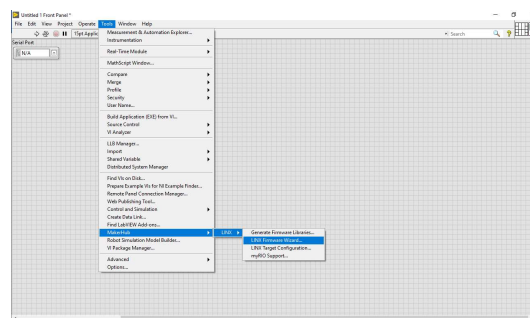 Untitled 1 Front Panel *
File Edit View Project Operate Tools Window Help
15pt Applic
Search
Serial Port
N/A
Measurement & Automation Explorer...
Instrumentation
Real-Time Module
MathScript Window...
Compare
Merge
Profile
Security
User Name...
Build Application (EXE) from VI...
Source Control
VI Analyzer
LLB Manager...
Import
Shared Variable
Distributed System Manager
Find VIs on Disk...
Prepare Example VIs for NI Example Finder...
Remote Panel Connection Manager...
Web Publishing Tool...
Control and Simulation
Create Data Link...
Find LabVIEW Add-ons...
MakerHub
Robot Simulation Model Builder...
VI Package Manager...
Advanced
Options...
LINX
Generate Firmware Libraries...
LINX Firmware Wizard...
LINX Target Configuration...
myRIO Support...